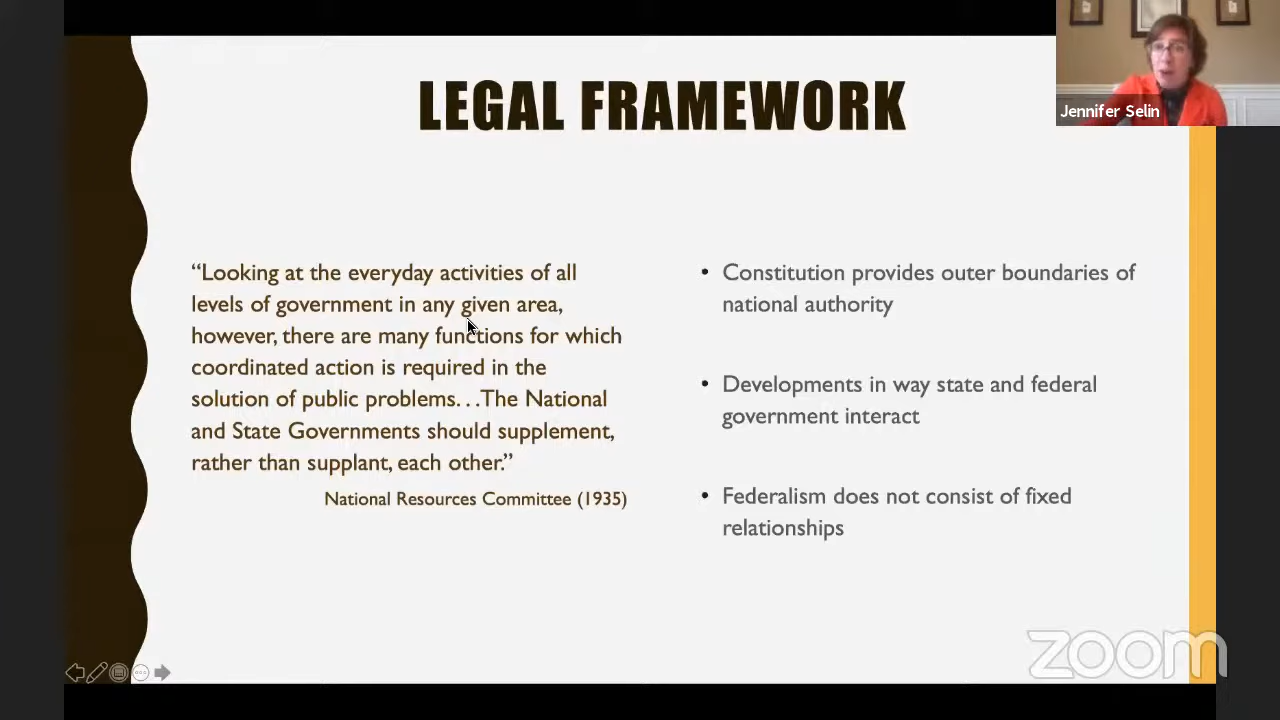 LEGAL FRAMEWORK
Jennifer Selin
“Looking at the everyday activities of all
levels of government in any given area,
however, there are many functions for which
coordinated action is required in the
solution of public problems. . .The National
and State Governments should supplement,
rather than supplant, each other.”
National Resources Committee (1935)
• Constitution provides outer boundaries of
national authority
• Developments in way state and federal
government interact
• Federalism does not consist of fixed
relationships
zoom